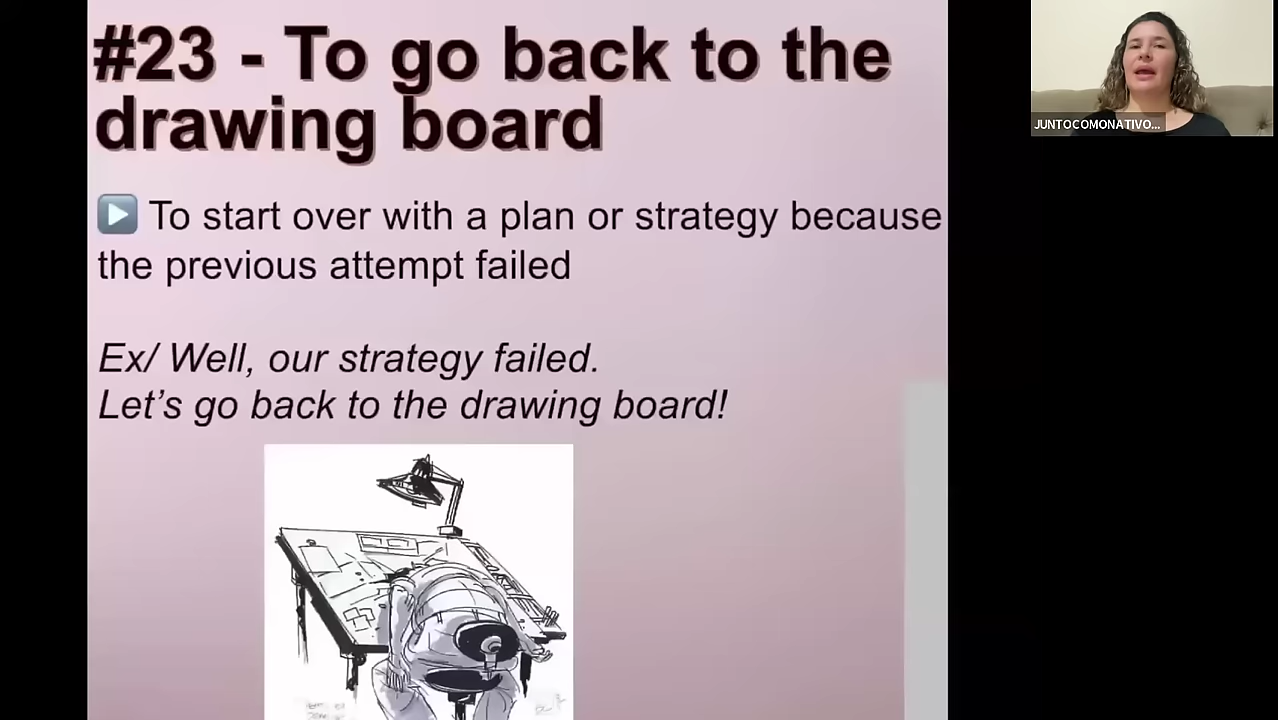 #23 - To go back to the
drawing board
To start over with a plan or strategy because
the previous attempt failed
Ex/ Well, our strategy failed.
Let’s go back to the drawing board!
JUNTOCOMONATIVO...